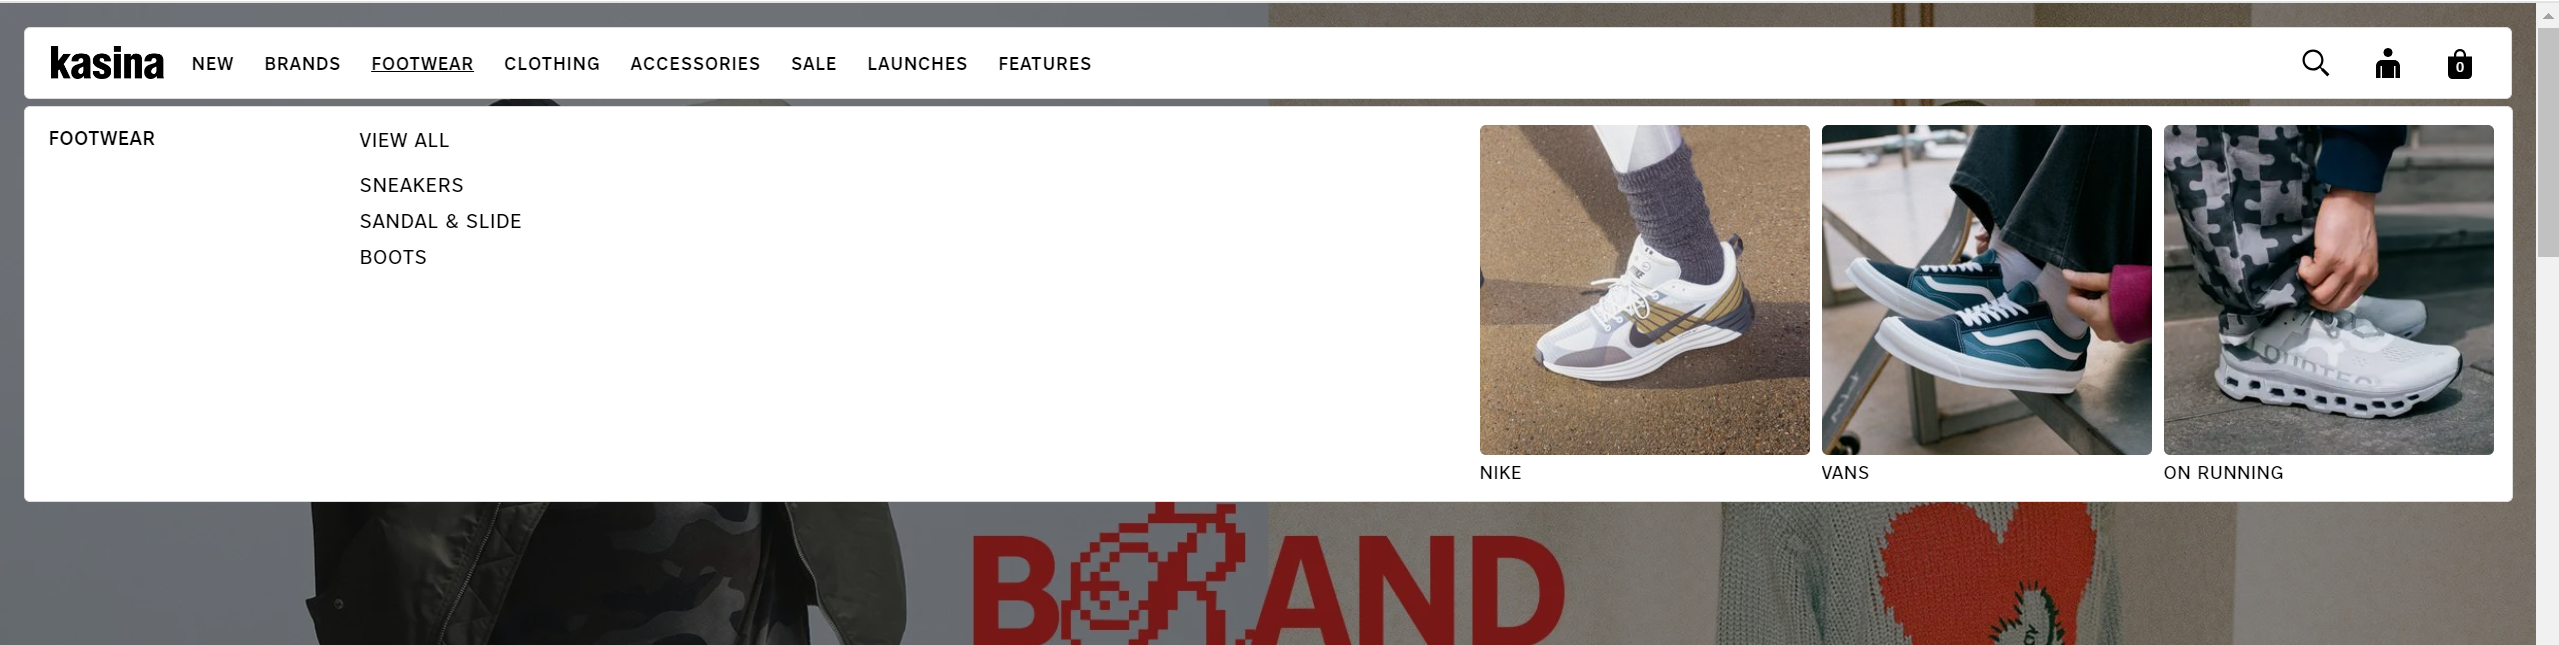 kasina NEW BRANDS FOOTWEAR CLOTHING ACCESSORIES SALE LAUNCHES FEATURES 0
FOOTWEAR
VIEW ALL
SNEAKERS
SANDAL & SLIDE
BOOTS
NIKE
VANS
ON RUNNING
BRAND